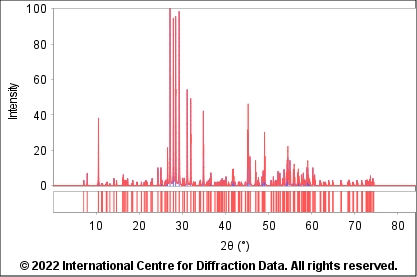 100
80
60
40
20
0
Intensity
10 20 30 40 50 60 70 80
2θ (°)
© 2022 International Centre for Diffraction Data. All rights reserved.